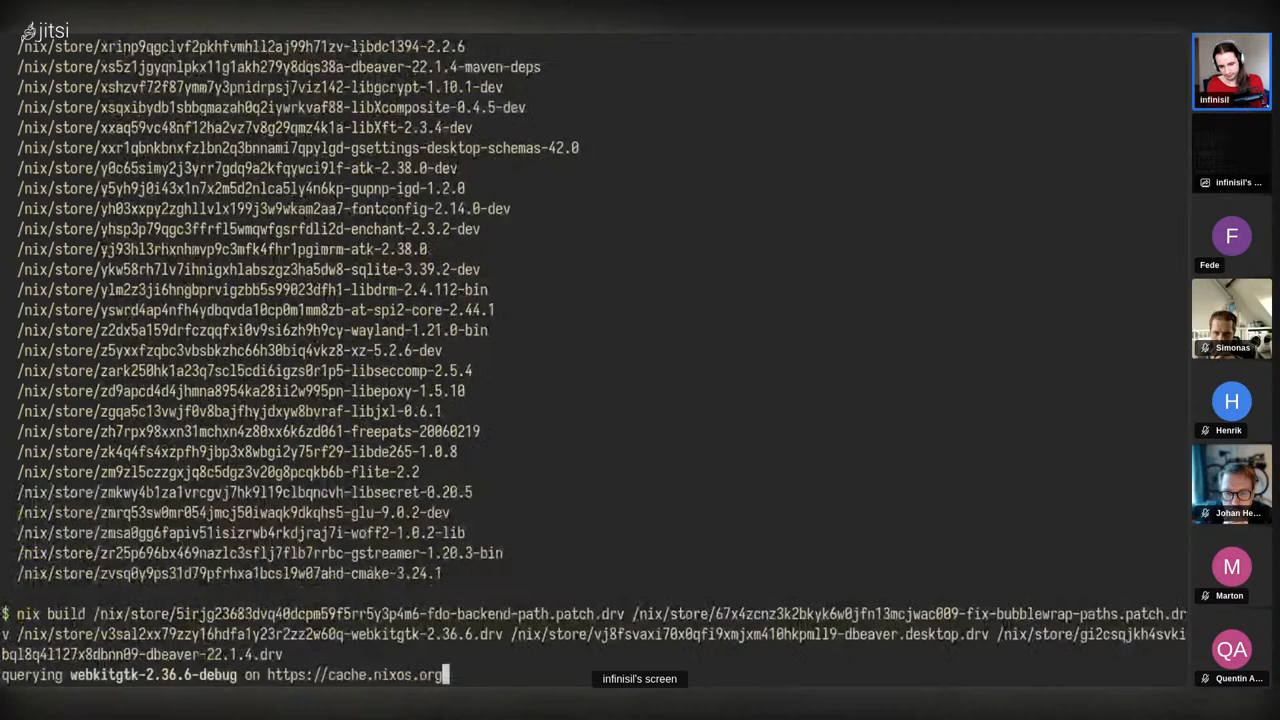 jitsi
/nix/store/xrinp9qgclvf2pkhfvmhll2aj99h71zv-libdc1394-2.2.6
/nix/store/xs5z1jgyqnlpkx11g1akh279y8dqs38a-dbeaver-22.1.4-maven-deps
/nix/store/xshzvf72f87ymm7y3pnidrpsj7viz142-libgcrypt-1.10.1-dev
/nix/store/xsqxibydb1sbbqmazah0q2iywrkvaf88-libXcomposite-0.4.5-dev
/nix/store/xxaq59vc48nf12ha2vz7v8g29qmz4k1a-libXft-2.3.4-dev
/nix/store/xxr1qbnkbnxfzlbn2q3bnnami7qpylgd-gsettings-desktop-schemas-42.0
/nix/store/y0c65simy2j3yrr7gdq9a2kfqywci9lf-atk-2.38.0-dev
/nix/store/y5yh9j0i43x1n7x2m5d2nlca5ly4n6kp-gupnp-igd-1.2.0
/nix/store/yh03xxpy2zghllvlx199j3w9wkam2aa7-fontconfig-2.14.0-dev
/nix/store/yhsp3p79qgc3ffrfl5wmqwfgsrfdli2d-enchant-2.3.2-dev
/nix/store/yj93hl3rhxnhmvp9c3mfk4fhr1pgimrm-atk-2.38.0
/nix/store/ykw58rh7lv7ihnigxhlabszgz3ha5dw8-sqlite-3.39.2-dev
/nix/store/ylm2z3ji6hngbprvigzbb5s99023dfh1-libdrm-2.4.112-bin
/nix/store/yswrd4ap4nfh4ydbqvda10cp0m1mm8zb-at-spi2-core-2.44.1
/nix/store/z2dx5a159drfczqqfxi0v9si6zh9h9cy-wayland-1.21.0-bin
/nix/store/z5yxxfzqbc3vbsbkzhc66h30biq4vkz8-xz-5.2.6-dev
/nix/store/zark250hk1a23q7scl5cdi6igzs0r1p5-libseccomp-2.5.4
/nix/store/zd9apcd4d4jhmna8954ka28ii2w995pn-libepoxy-1.5.10
/nix/store/zgqa5c13vwjf0v8bajfhyjdxyw8bvraf-libjxl-0.6.1
/nix/store/zh7rpx98xxn31mchxn4z80xx6k6zd061-freepats-20060219
/nix/store/zk4q4fs4xzpfh9jbp3x8wbgi2y75rf29-libde265-1.0.8
/nix/store/zm9zl5czzgxjq8c5dgz3v20g8pcqkb6b-flite-2.2
/nix/store/zmkwy4b1za1vrcgvj7hk9l19clbqncvh-libsecret-0.20.5
/nix/store/zmrq53sw0mr054jmcj50iwaqk9dkqhs5-glu-9.0.2-dev
/nix/store/zmsa0gg6fapiv51isizrwb4rkdjraj7i-woff2-1.0.2-lib
/nix/store/zr25p696bx469nazlc3sflj7flb7rrbc-gstreamer-1.20.3-bin
/nix/store/zvsq0y9ps31d79pfrhxa1bcsl9w07ahd-cmake-3.24.1
$ nix build /nix/store/5irjg23683dvq40dcpm59f5rr5y3p4m6-fdo-backend-path.patch.drv /nix/store/67x4zcnz3k2bkyk6w0jfn13mcjwac009-fix-bubblewrap-paths.patch.dr
v /nix/store/v3sal2xx79zzy16hdfa1y23r2zz2w60q-webkitgtk-2.36.6.drv /nix/store/vj8fsvaxi70x0qfi9xmjxm410hkpmll9-dbeaver.desktop.drv /nix/store/gi2csqjkh4svki
bql8q4l127x8dbnn09-dbeaver-22.1.4.drv
querying webkitgtk-2.36.6-debug on https://cache.nixos.org
infinisil's screen
infinisil
infinisil's ...
F
Fede
Simonas
H
Henrik
Johan He...
M
Marton
QA
Quentin A...